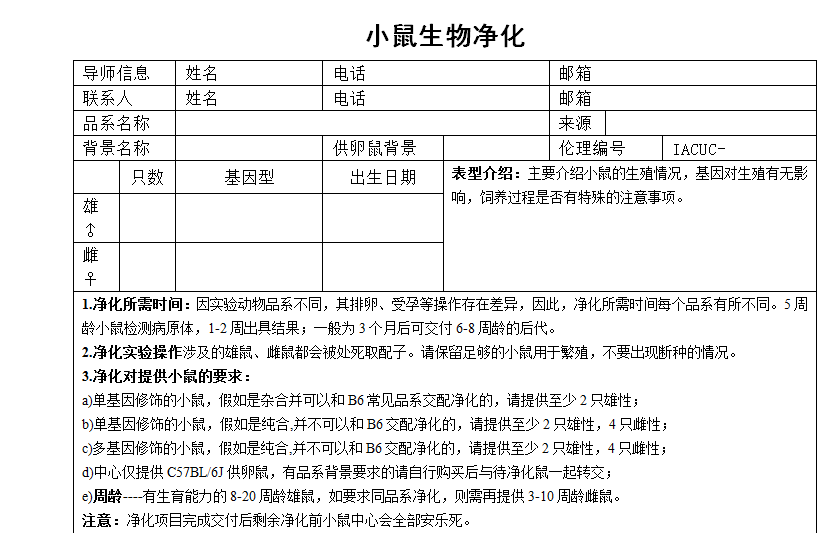 小鼠生物净化
导师信息 姓名 电话 邮箱
联系人 姓名 电话 邮箱
品系名称 来源
背景名称 供卵鼠背景 伦理编号 IACUC-
只数 基因型 出生日期 表型介绍：主要介绍小鼠的生殖情况，基因对生殖有无影
响，饲养过程是否有特殊的注意事项。
雄
♂
雌
♀
1.净化所需时间：因实验动物品系不同，其排卵、受孕等操作存在差异，因此，净化所需时间每个品系有所不同。5 周
龄小鼠检测病原体，1-2 周出具结果；一般为 3 个月后可交付 6-8 周龄的后代。
2.净化实验操作涉及的雄鼠、雌鼠都会被处死取配子。请保留足够的小鼠用于繁殖，不要出现断种的情况。
3.净化对提供小鼠的要求：
a)单基因修饰的小鼠，假如是杂合并可以和 B6 常见品系交配净化的，请提供至少 2 只雄性；
b)单基因修饰的小鼠，假如是纯合,并不可以和 B6 交配净化的，请提供至少 2 只雄性，4 只雌性；
c)多基因修饰的小鼠，假如是纯合,并不可以和 B6 交配净化的，请提供至少 2 只雄性，4 只雌性；
d)中心仅提供 C57BL/6J 供卵鼠，有品系背景要求的请自行购买后与待净化鼠一起转交；
e)周龄----有生育能力的 8-20 周龄雄鼠，如要求同品系净化，则需再提供 3-10 周龄雌鼠。
注意：净化项目完成交付后剩余净化前小鼠中心会全部安乐死。